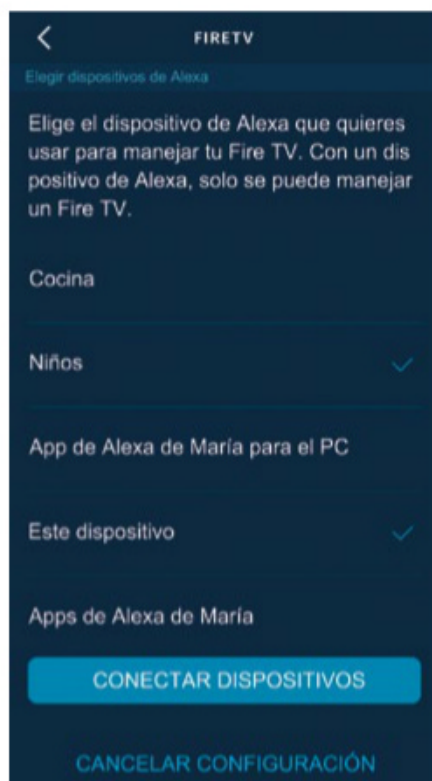 FIRETV
Elegir dispositivos de Alexa
Elige el dispositivo de Alexa que quieres
usar para manejar tu Fire TV. Con un dis
positivo de Alexa, solo se puede manejar
un Fire TV.
Cocina
Niños
App de Alexa de María para el PC
Este dispositivo
Apps de Alexa de María
CONECTAR DISPOSITIVOS
CANCELAR CONFIGURACIÓN